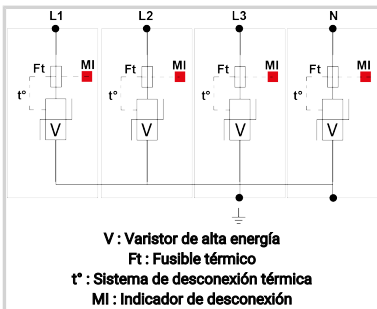 L1 L2 L3 N
Ft MI Ft MI Ft MI Ft MI
t° t° t° t°
V V V V
V : Varistor de alta energía
Ft : Fusible térmico
t° : Sistema de desconexión térmica
MI : Indicador de desconexión